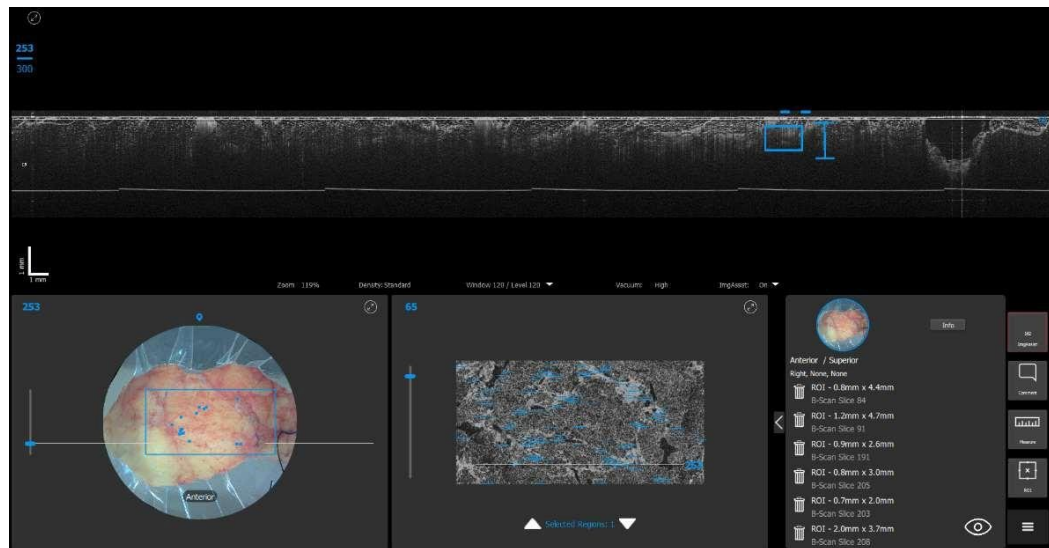 253
300
1 mm
1 mm
Zoom 119% Density: Standard Window 120 / Level 120 Vacuum: High ImgAssist: On
253
Anterior
65
253
Selected Regions: 1
Info
Anterior / Superior
Right, None, None
ROI - 0.8mm x 4.4mm
B-Scan Slice 84
ROI - 1.2mm x 4.7mm
B-Scan Slice 91
ROI - 0.9mm x 2.6mm
B-Scan Slice 191
ROI - 0.8mm x 3.0mm
B-Scan Slice 205
ROI - 0.7mm x 2.0mm
B-Scan Slice 203
ROI - 2.0mm x 3.7mm
B-Scan Slice 208
Comment
Measure
ROI